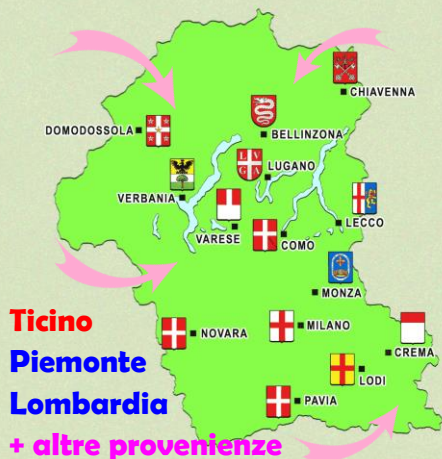 CHIAVENNA
DOMODOSSOLA
BELLINZONA
LUGANO
LVGA
VERBANIA
VARESE
COMO
LECCO
MONZA
Ticino
NOVARA
MILANO
Piemonte
CREMA
LODI
Lombardia
PAVIA
+ altre provenienze